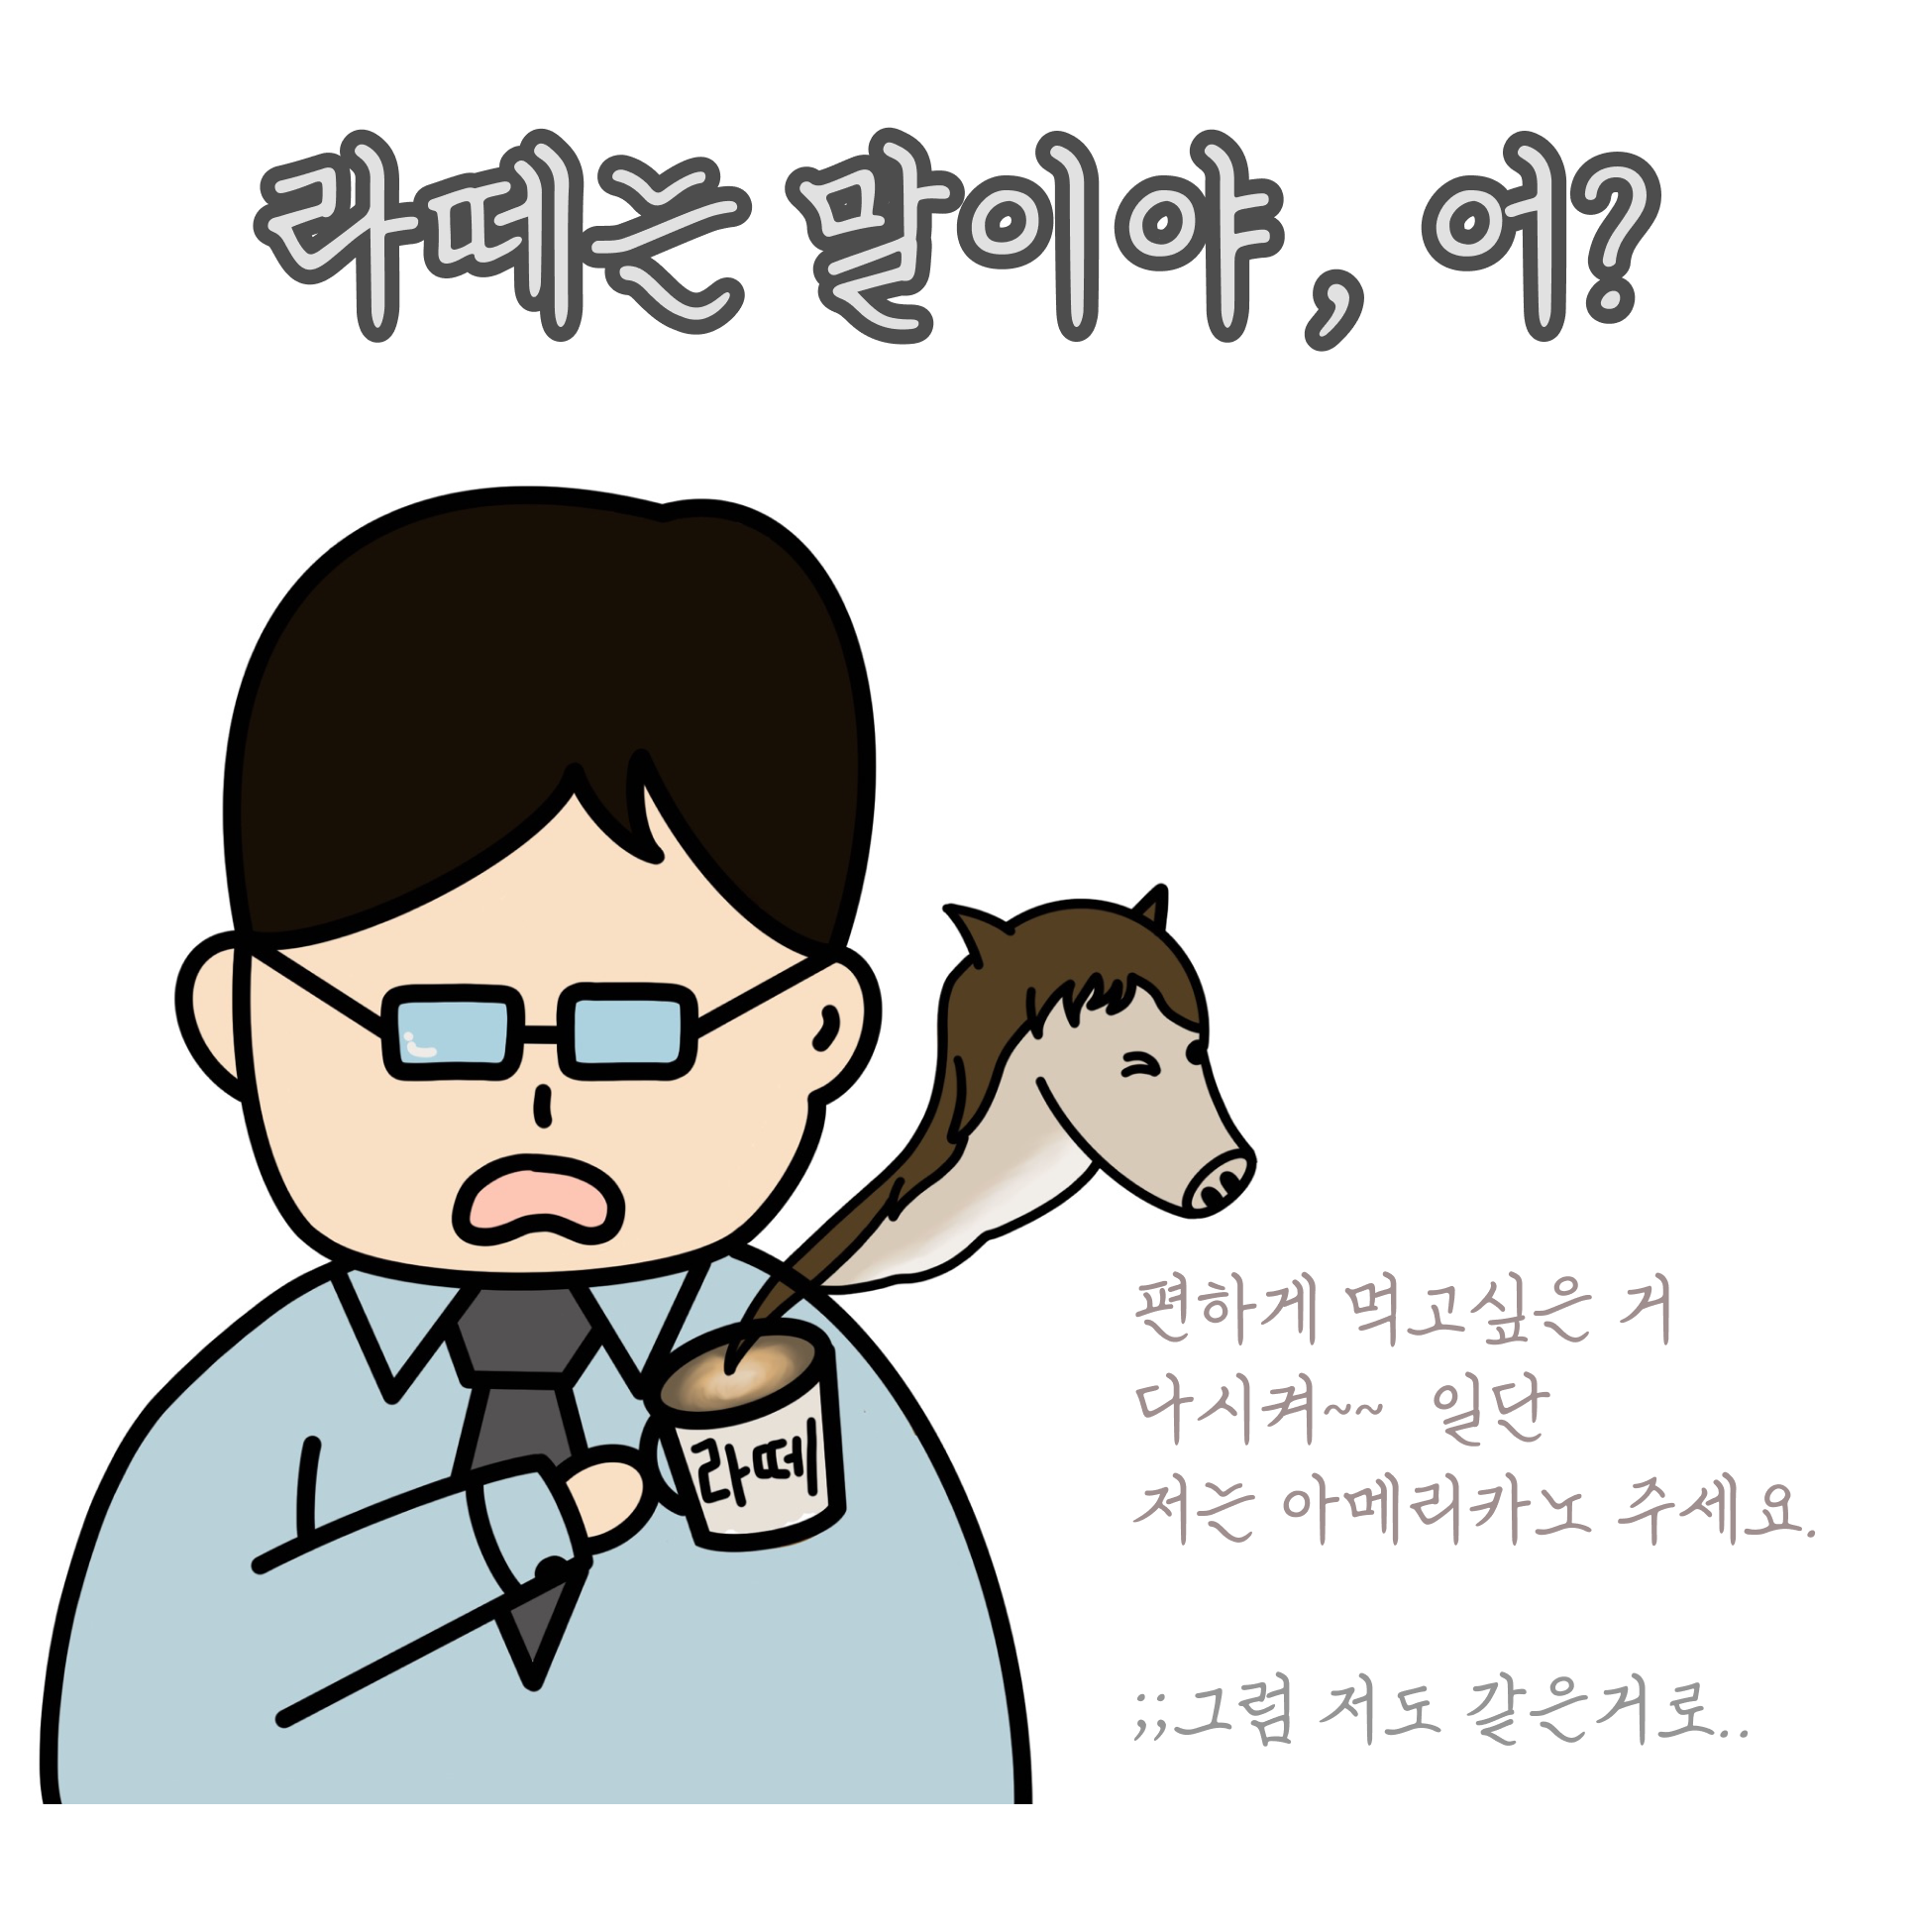 라떼는 말이야, 어?
라떼
편하게 먹고싶은 거
다시켜~~ 일단
저는 아메리카노 주세요.
;;그럼 저도 같은거로..